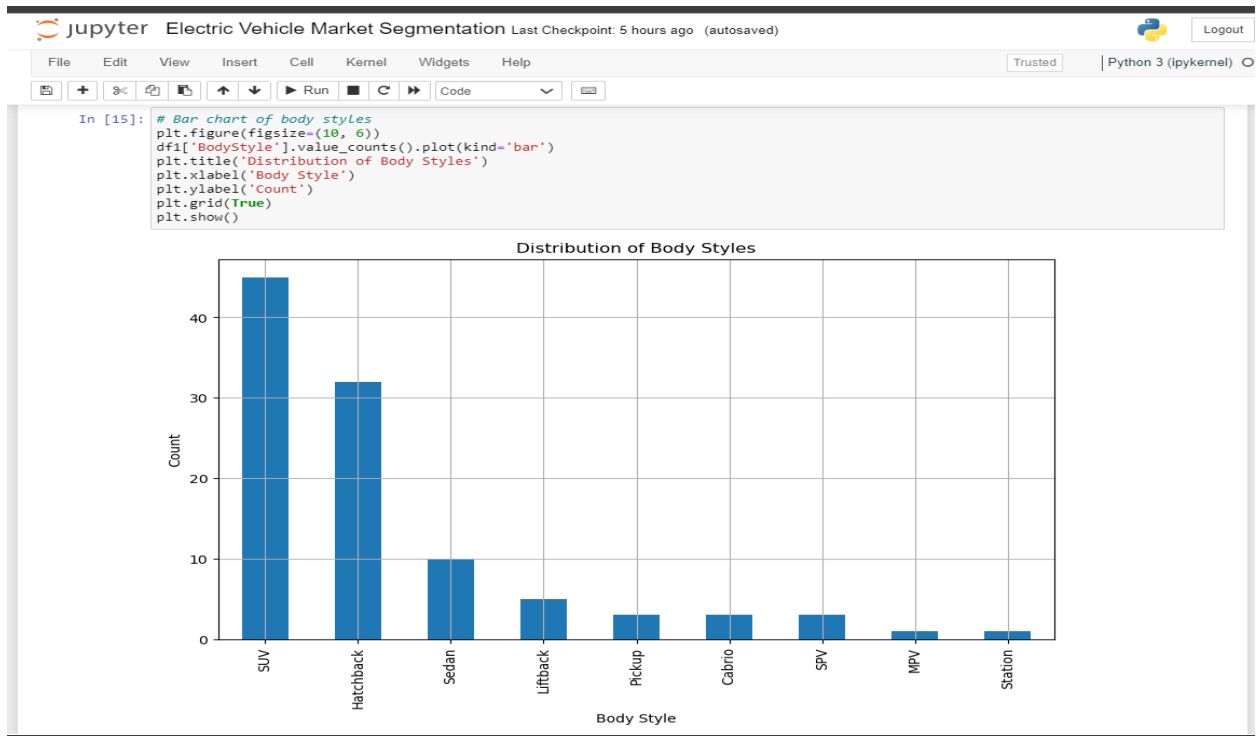 jupyter Electric Vehicle Market Segmentation Last Checkpoint: 5 hours ago (autosaved)
Logout
File Edit View Insert Cell Kernel Widgets Help
Trusted
Python 3 (ipykernel)
Run
Code
In [15]: # Bar chart of body styles
plt.figure(figsize=(10, 6))
df1['BodyStyle'].value_counts().plot(kind='bar')
plt.title('Distribution of Body Styles')
plt.xlabel('Body Style')
plt.ylabel('Count')
plt.grid(True)
plt.show()
Distribution of Body Styles
Count
40
30
20
10
0
SUV
Hatchback
Sedan
Liftback
Pickup
Cabrio
SPV
MPV
Station
Body Style